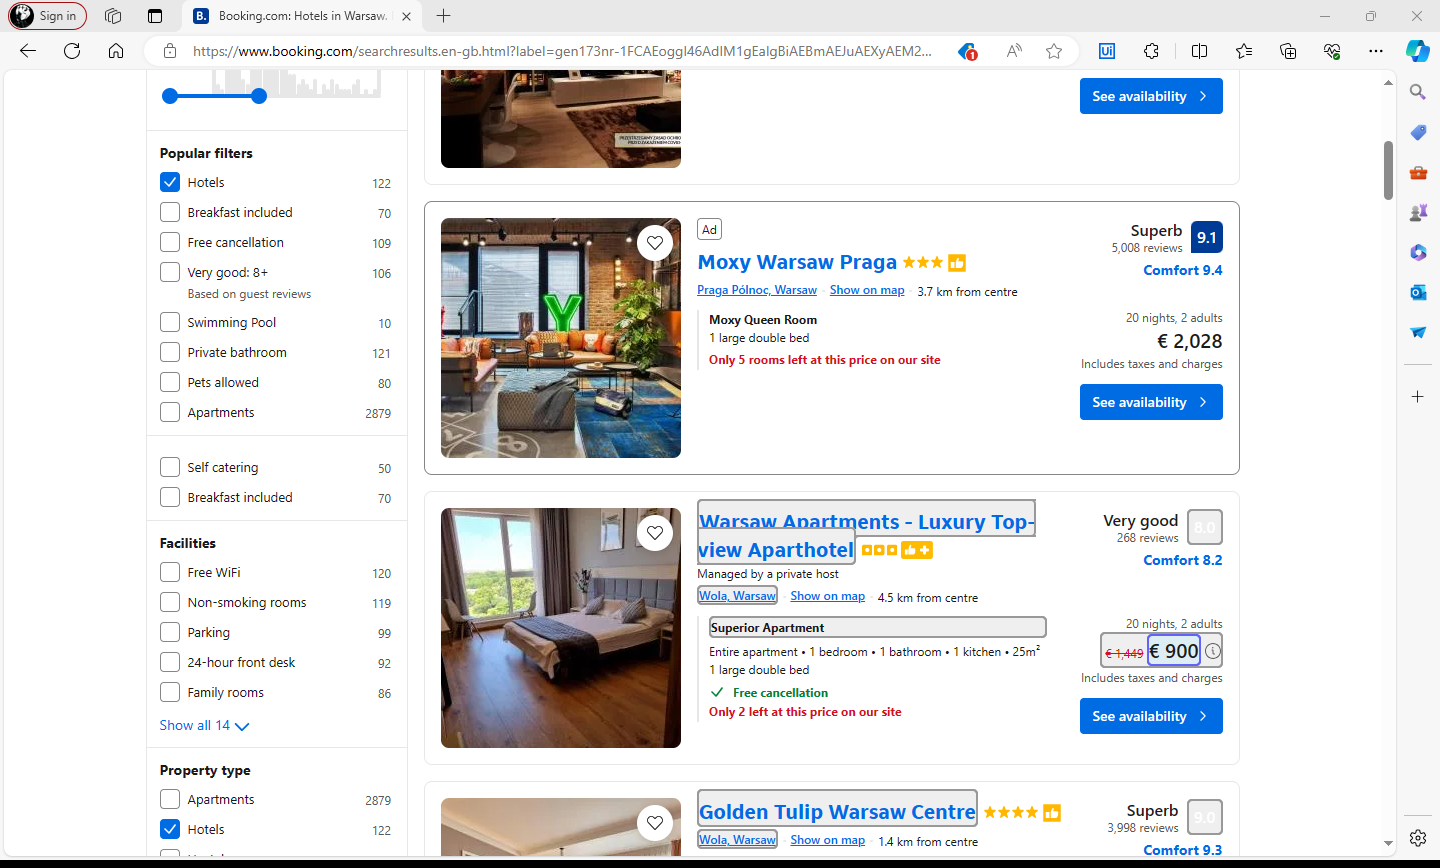 Sign in
B.
Booking.com: Hotels in Warsaw.
https://www.booking.com/searchresults.en-gb.html?label=gen173nr-1FCAEoggI46AdIM1gEaIgBiAEBmAEJuAEXyAEM2...
1
A
Ui
Popular filters
Hotels 122
Breakfast included 70
Free cancellation 109
Very good: 8+ 106
Based on guest reviews
Swimming Pool 10
Private bathroom 121
Pets allowed 80
Apartments 2879
Self catering 50
Breakfast included 70
Facilities
Free WiFi 120
Non-smoking rooms 119
Parking 99
24-hour front desk 92
Family rooms 86
Show all 14
Property type
Apartments 2879
Hotels 122
See availability
Ad
Moxy Warsaw Praga
Praga Północ, Warsaw · Show on map · 3.7 km from centre
Moxy Queen Room
1 large double bed
Only 5 rooms left at this price on our site
Superb 9.1
5,008 reviews
Comfort 9.4
20 nights, 2 adults
€ 2,028
Includes taxes and charges
See availability
Y
Warsaw Apartments - Luxury Top-
view Aparthotel
Managed by a private host
Wola, Warsaw · Show on map · 4.5 km from centre
Superior Apartment
Entire apartment • 1 bedroom • 1 bathroom • 1 kitchen • 25m²
1 large double bed
Free cancellation
Only 2 left at this price on our site
Very good 8.0
268 reviews
Comfort 8.2
20 nights, 2 adults
€ 1,449 € 900
Includes taxes and charges
See availability
Golden Tulip Warsaw Centre
Wola, Warsaw · Show on map · 1.4 km from centre
Superb 9.0
3,998 reviews
Comfort 9.3